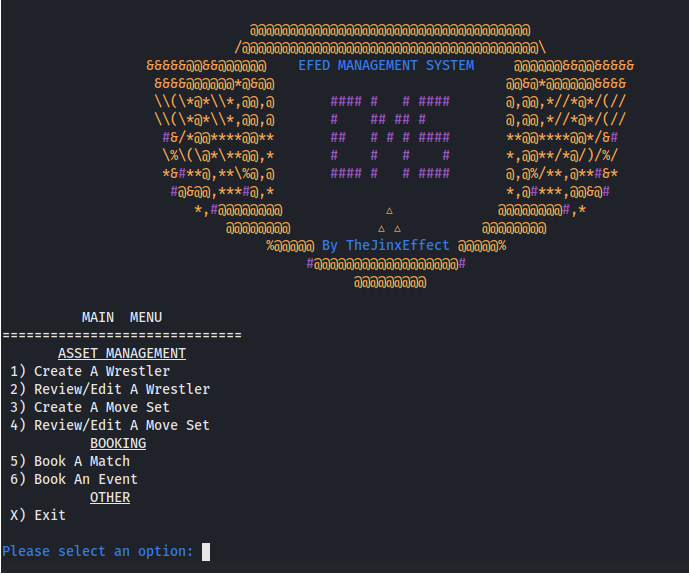 @@@@@@@@@@@@@@@@@@@@@@@@@@@@@@@@@@@
/@@@@@@@@@@@@@@@@@@@@@@@@@@@@@@@@@@@@@\
&&&&&@@&&@@@@@@ EFED MANAGEMENT SYSTEM @@@@@@&&@@&&&&&
&&&&@@@@@@*@&@@ @@&@*@@@@@@&&&&
\\(\*@*\\*,@@,@ #### # # #### @,@@,*//*@*/(//
\\(\*@*\\*,@@,@ # ## ## # @,@@,*//*@*/(//
#&/*@@****@@** ## # # # #### **@@****@@*/&#
\%\(\@*\**@@,* # # # # *,@@**/*@/)/%/
*&#**@,**\%@,@ #### # # #### @,@%/**,@**#&*
#@&@@,***#@,* *,@#***,@@&@#
*,#@@@@@@@@ △ @@@@@@@@#,*
@@@@@@@@ △ △ @@@@@@@@
%@@@@@ By TheJinxEffect @@@@@%
#@@@@@@@@@@@@@@@@@@#
@@@@@@@@@
MAIN MENU
==============================
ASSET MANAGEMENT
1) Create A Wrestler
2) Review/Edit A Wrestler
3) Create A Move Set
4) Review/Edit A Move Set
BOOKING
5) Book A Match
6) Book An Event
OTHER
X) Exit
Please select an option: